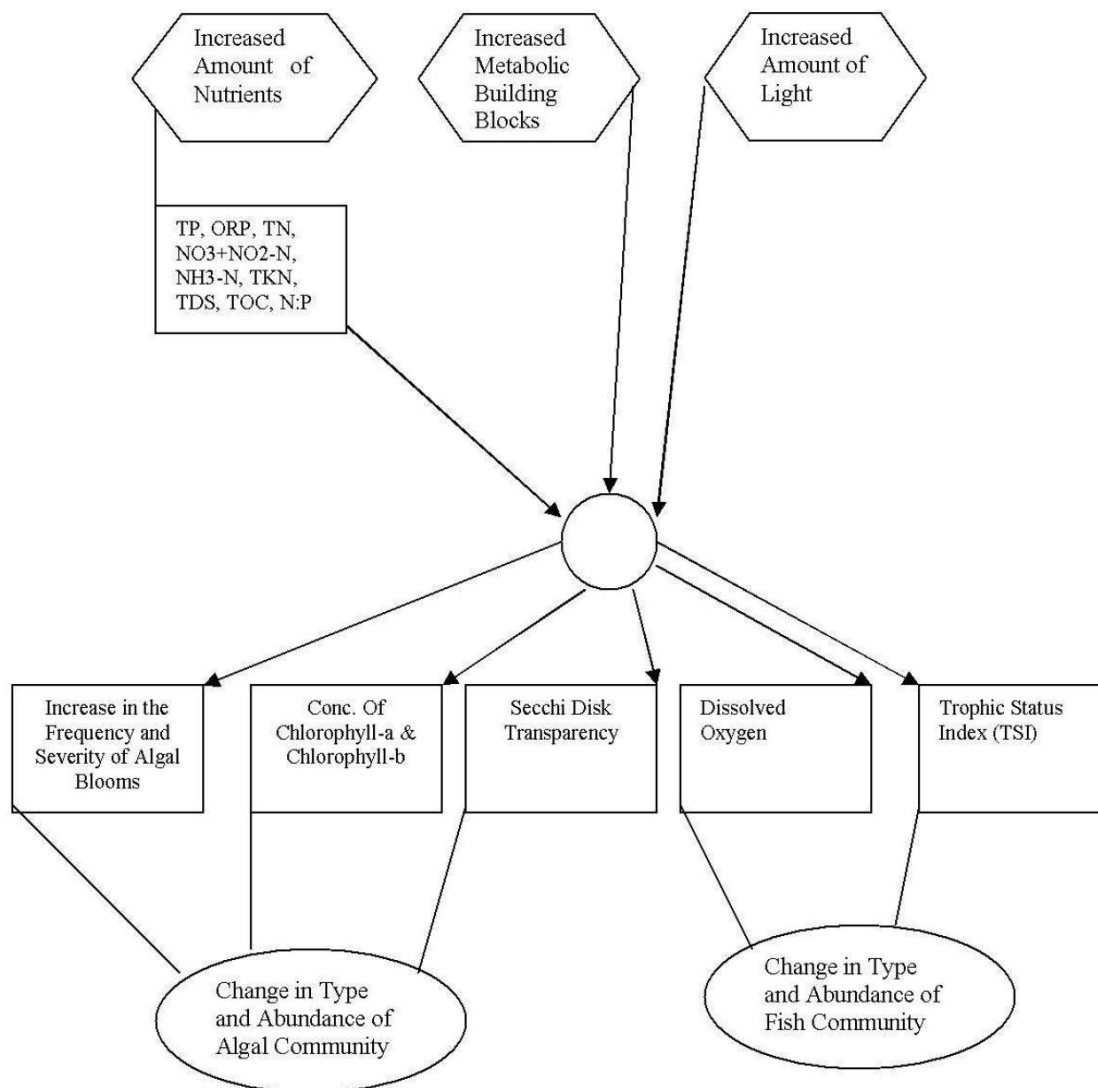 Increased
Amount of
Nutrients
Increased
Metabolic
Building
Blocks
Increased
Amount of
Light
TP, ORP, TN,
NO3+NO2-N,
NH3-N, TKN,
TDS, TOC, N:P
Increase in the
Frequency and
Severity of Algal
Blooms
Conc. Of
Chlorophyll-a &
Chlorophyll-b
Secchi Disk
Transparency
Dissolved
Oxygen
Trophic Status
Index (TSI)
Change in Type
and Abundance of
Algal Community
Change in Type
and Abundance of
Fish Community